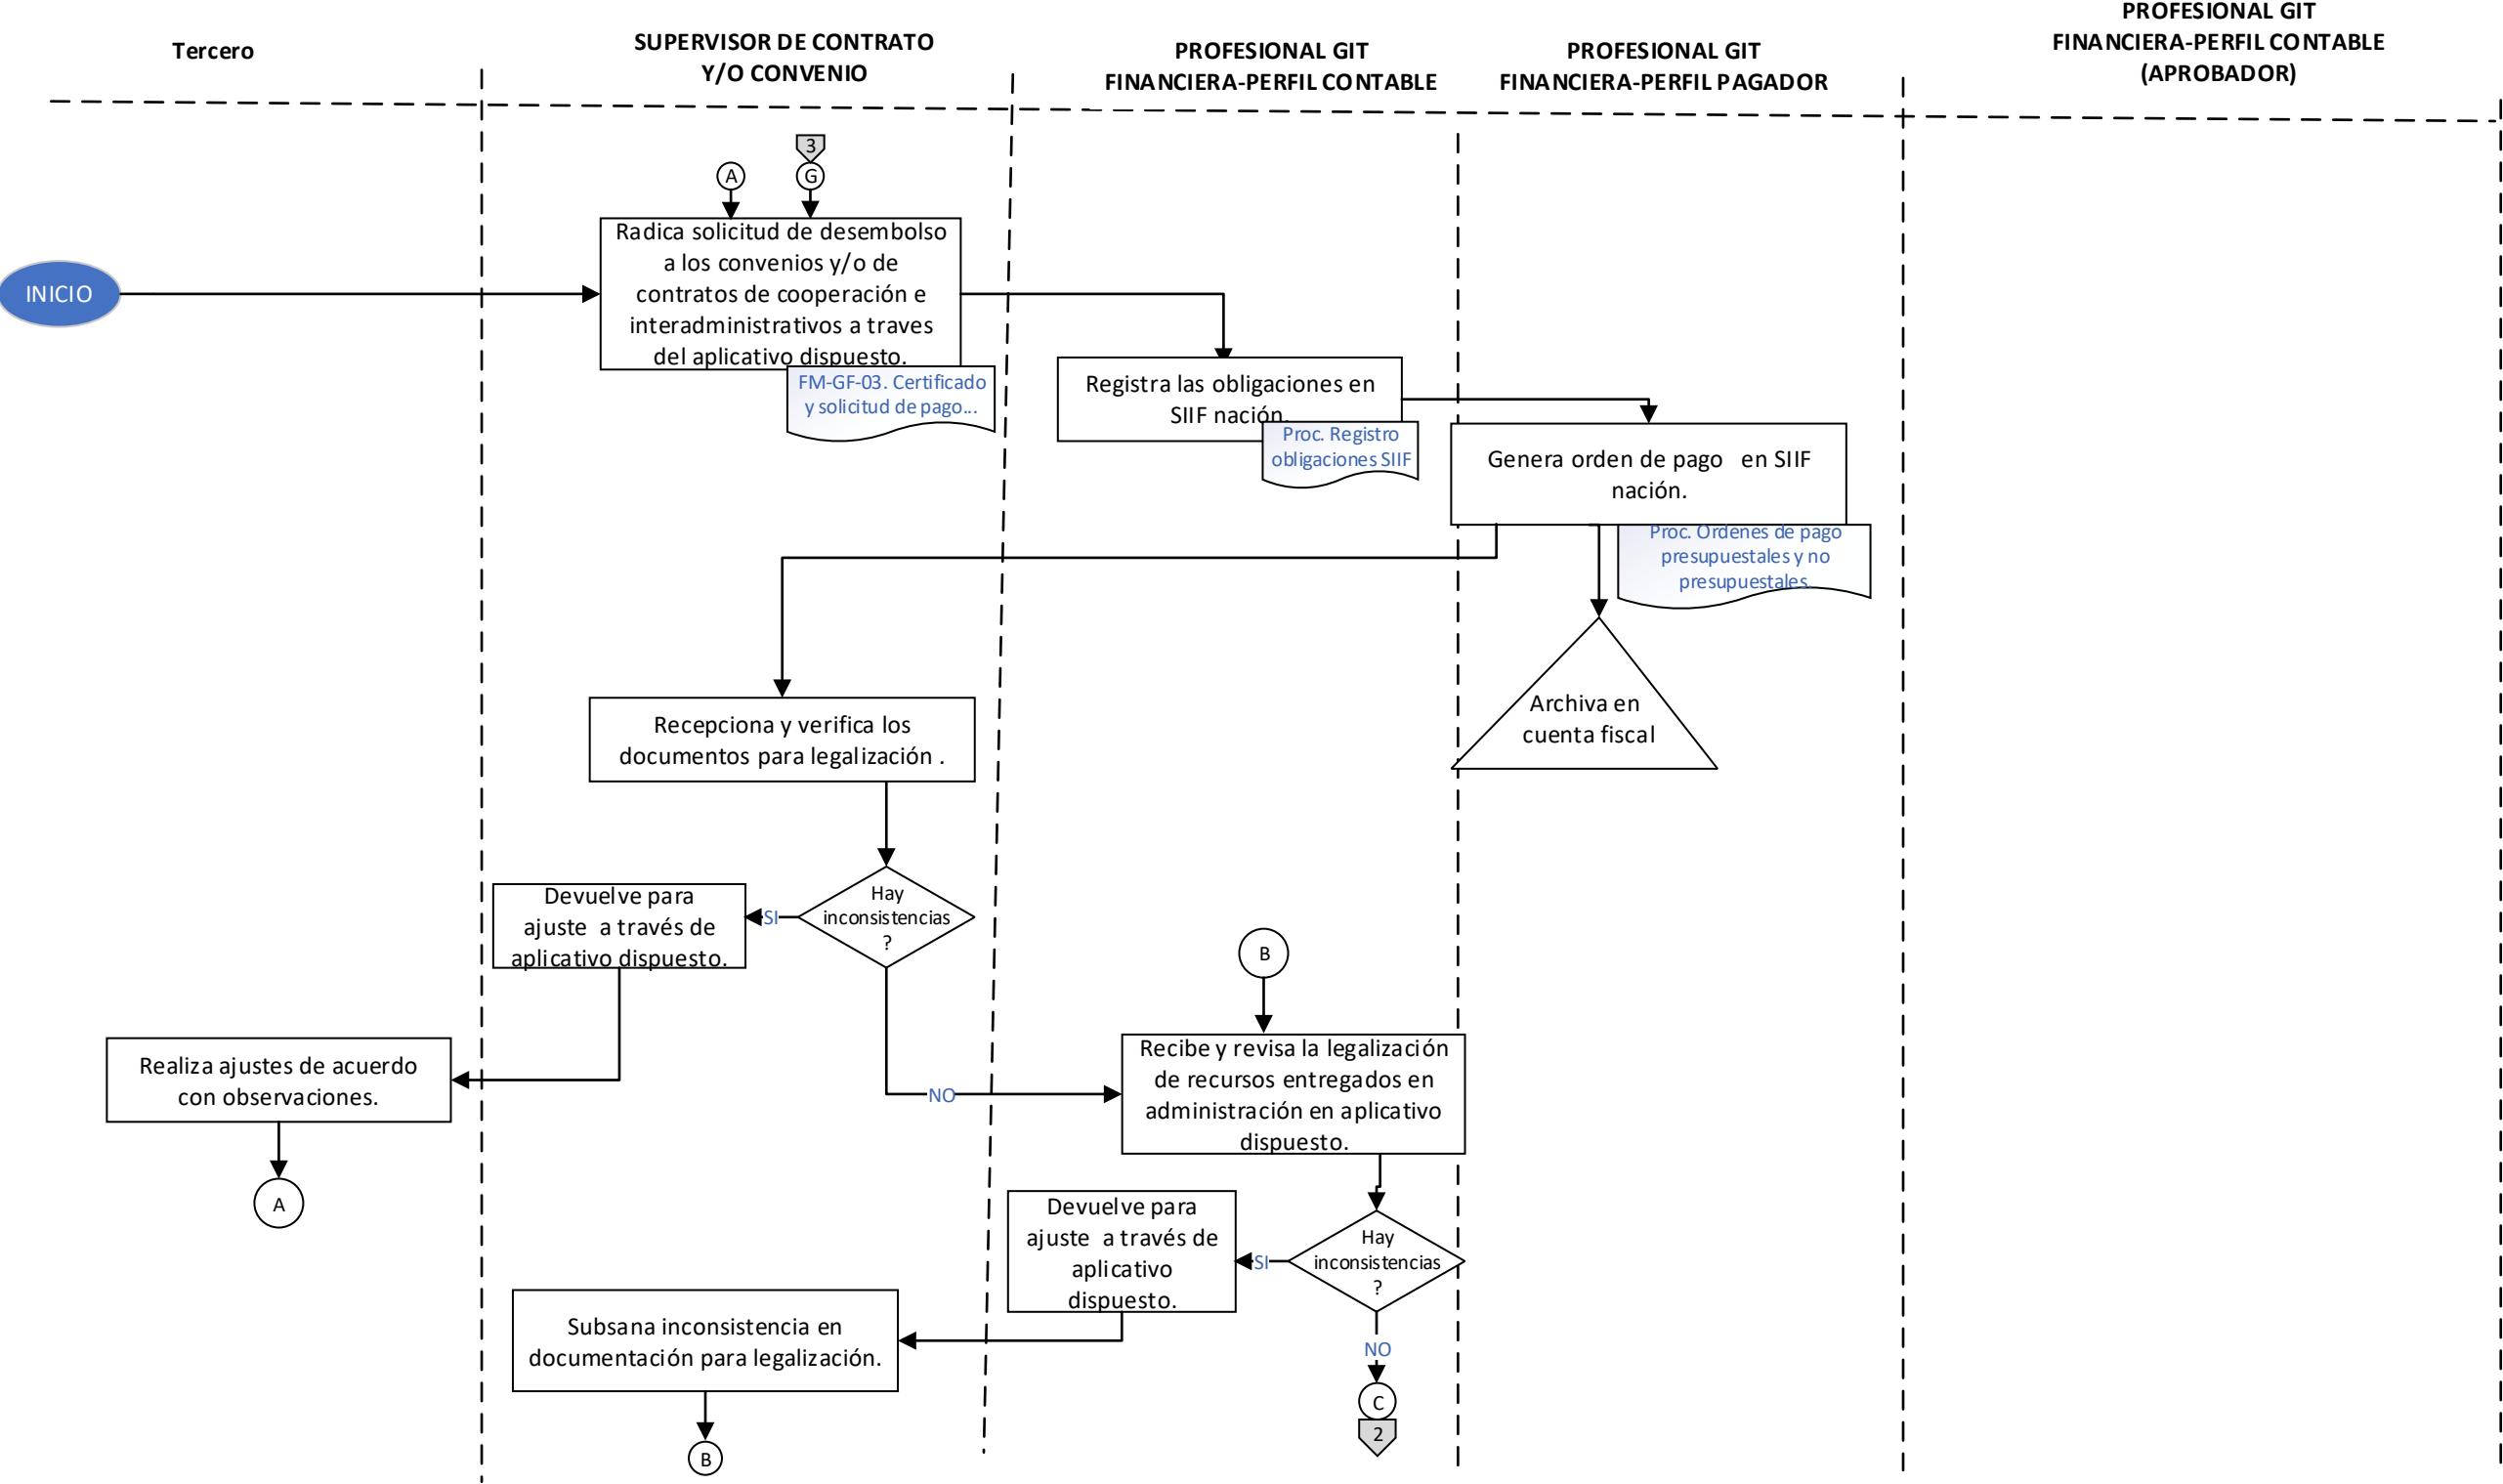 Tercero
SUPERVISOR DE CONTRATO
Y/O CONVENIO
PROFESIONAL GIT
FINANCIERA-PERFIL CONTABLE
PROFESIONAL GIT
FINANCIERA-PERFIL PAGADOR
PROFESIONAL GIT
FINANCIERA-PERFIL CONTABLE
(APROBADOR)
3
A
G
INICIO
Radica solicitud de desembolso
a los convenios y/o de
contratos de cooperación e
interadministrativos a traves
del aplicativo dispuesto.
FM-GF-03. Certificado
y solicitud de pago...
Registra las obligaciones en
SIIF nación.
Proc. Registro
obligaciones SIIF
Genera orden de pago en SIIF
nación.
Proc. Ordenes de pago
presupuestales y no
presupuestales.
Archiva en
cuenta fiscal
Recepciona y verifica los
documentos para legalización .
Hay
inconsistencias
?
SI
Devuelve para
ajuste a través de
aplicativo dispuesto.
NO
Realiza ajustes de acuerdo
con observaciones.
A
B
Recibe y revisa la legalización
de recursos entregados en
administración en aplicativo
dispuesto.
Hay
inconsistencias
?
SI
Devuelve para
ajuste a través de
aplicativo
dispuesto.
Subsana inconsistencia en
documentación para legalización.
B
NO
C
2